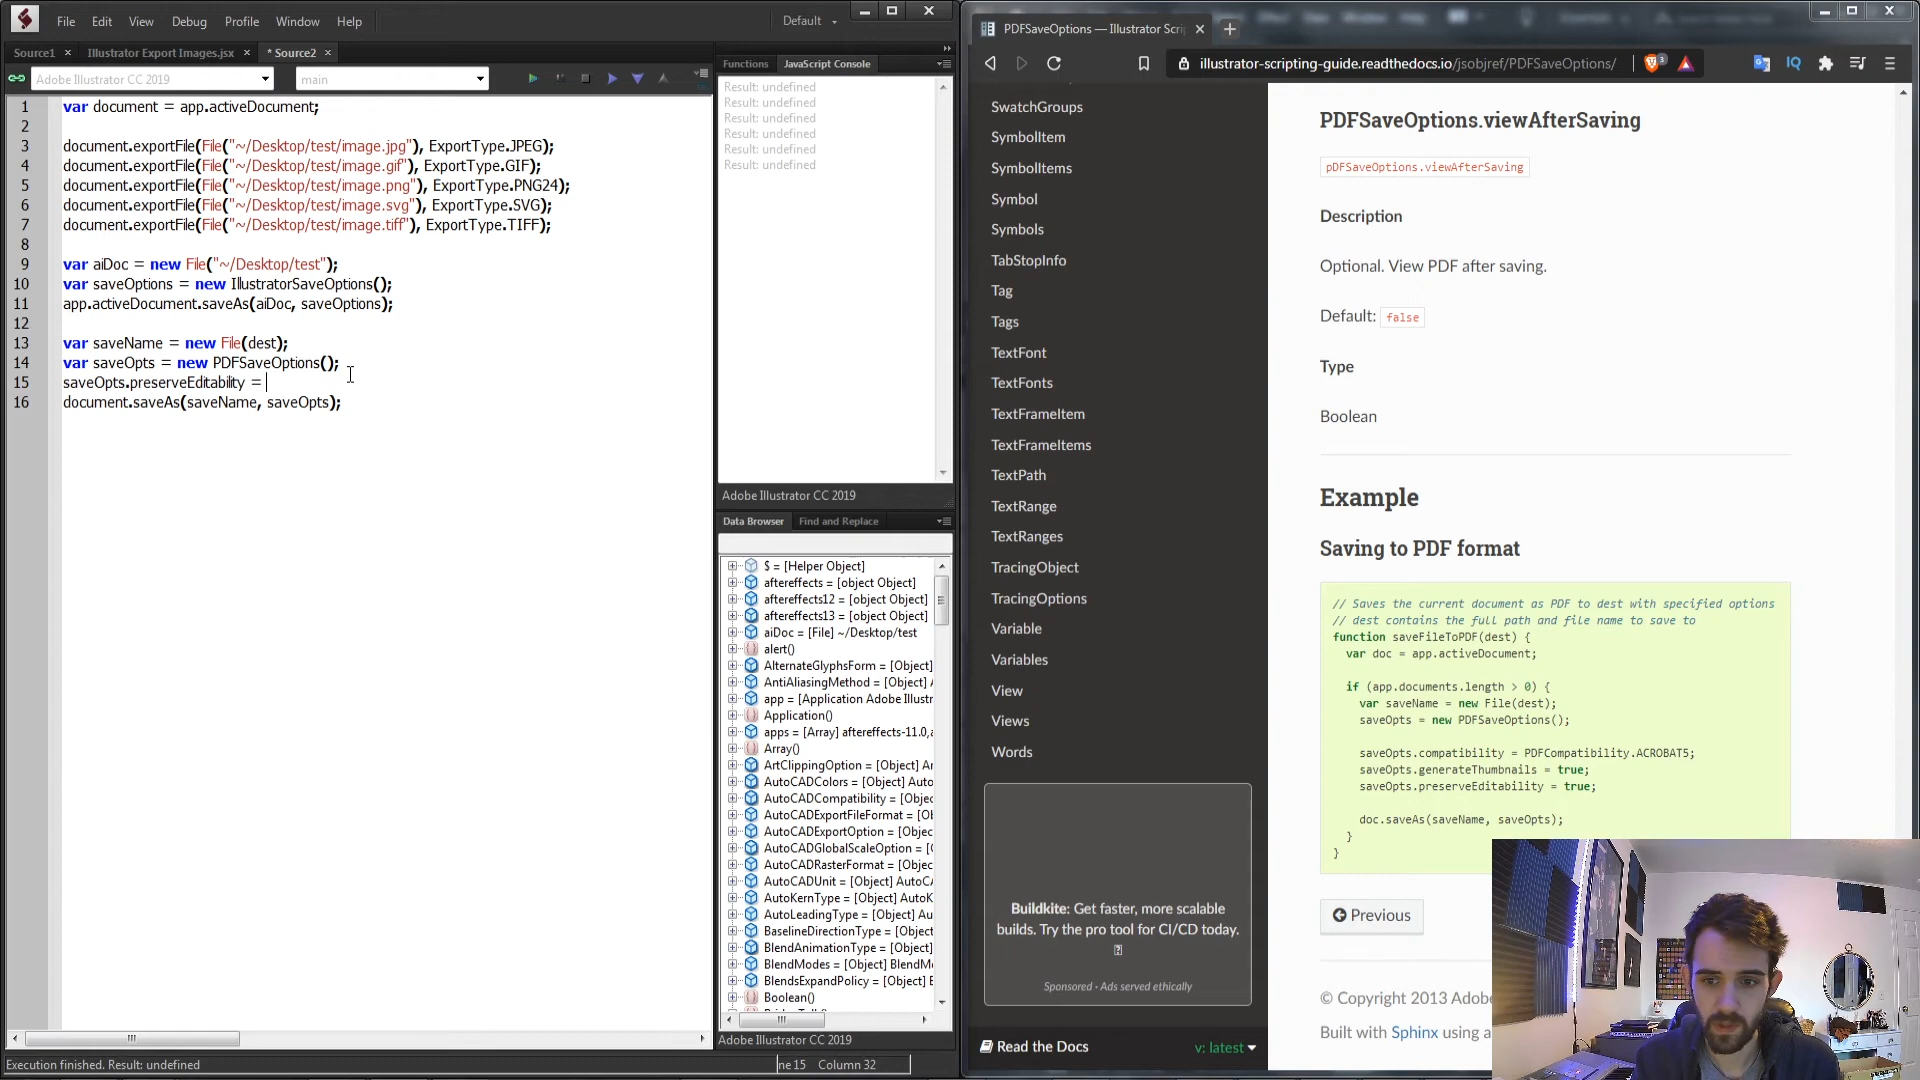 File Edit View Debug Profile Window Help
Default
Source1 × Illustrator Export Images.jsx × * Source2 ×
Adobe Illustrator CC 2019 main
1 var document = app.activeDocument;
2
3 document.exportFile(File("~/Desktop/test/image.jpg"), ExportType.JPEG);
4 document.exportFile(File("~/Desktop/test/image.gif"), ExportType.GIF);
5 document.exportFile(File("~/Desktop/test/image.png"), ExportType.PNG24);
6 document.exportFile(File("~/Desktop/test/image.svg"), ExportType.SVG);
7 document.exportFile(File("~/Desktop/test/image.tiff"), ExportType.TIFF);
8
9 var aiDoc = new File("~/Desktop/test");
10 var saveOptions = new IllustratorSaveOptions();
11 app.activeDocument.saveAs(aiDoc, saveOptions);
12
13 var saveName = new File(dest);
14 var saveOpts = new PDFSaveOptions();
15 saveOpts.preserveEditability =
16 document.saveAs(saveName, saveOpts);
Execution finished. Result: undefined
ne 15 Column 32
Functions JavaScript Console
Result: undefined
Result: undefined
Result: undefined
Result: undefined
Result: undefined
Result: undefined
Adobe Illustrator CC 2019
Data Browser Find and Replace
$ = [Helper Object]
aftereffects = [object Object]
aftereffects12 = [object Object]
aftereffects13 = [object Object]
aiDoc = [File] ~/Desktop/test
alert()
AlternateGlyphsForm = [Object]
AntiAliasingMethod = [Object] A
app = [Application Adobe Illustr
Application()
apps = [Array] aftereffects-11.0,a
Array()
ArtClippingOption = [Object] Ar
AutoCADColors = [Object] Auto
AutoCADCompatibility = [Objec
AutoCADExportFileFormat = [Ob
AutoCADExportOption = [Objec
AutoCADGlobalScaleOption = [C
AutoCADRasterFormat = [Object
AutoCADUnit = [Object] AutoCA
AutoKernType = [Object] AutoK
AutoLeadingType = [Object] Au
BaselineDirectionType = [Object
BlendAnimationType = [Object]
BlendModes = [Object] BlendMo
BlendsExpandPolicy = [Object] B
Boolean()
Adobe Illustrator CC 2019
PDFSaveOptions — Illustrator Scri ×
illustrator-scripting-guide.readthedocs.io/jsobjref/PDFSaveOptions/
3
IQ
SwatchGroups
SymbolItem
SymbolItems
Symbol
Symbols
TabStopInfo
Tag
Tags
TextFont
TextFonts
TextFrameItem
TextFrameItems
TextPath
TextRange
TextRanges
TracingObject
TracingOptions
Variable
Variables
View
Views
Words
Buildkite: Get faster, more scalable
builds. Try the pro tool for CI/CD today.
Sponsored · Ads served ethically
Read the Docs v: latest
PDFSaveOptions.viewAfterSaving
pDFSaveOptions.viewAfterSaving
Description
Optional. View PDF after saving.
Default: false
Type
Boolean
Example
Saving to PDF format
// Saves the current document as PDF to dest with specified options
// dest contains the full path and file name to save to
function saveFileToPDF(dest) {
var doc = app.activeDocument;
if (app.documents.length > 0) {
var saveName = new File(dest);
saveOpts = new PDFSaveOptions();
saveOpts.compatibility = PDFCompatibility.ACROBAT5;
saveOpts.generateThumbnails = true;
saveOpts.preserveEditability = true;
doc.saveAs(saveName, saveOpts);
}
}
Previous
© Copyright 2013 Adobe
Built with Sphinx using a